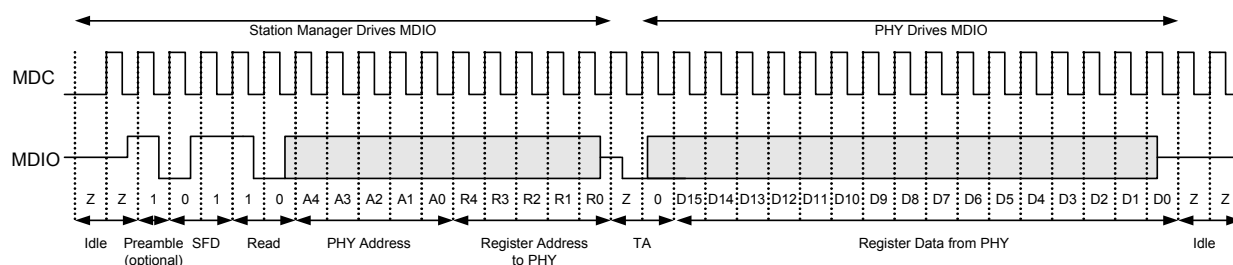 Station Manager Drives MDIO PHY Drives MDIO
MDC
MDIO
Z Z 1 0 1 1 0 A4 A3 A2 A1 A0 R4 R3 R2 R1 R0 Z 0 D15 D14 D13 D12 D11 D10 D9 D8 D7 D6 D5 D4 D3 D2 D1 D0 Z Z
Idle Preamble (optional) SFD Read PHY Address Register Address to PHY TA Register Data from PHY Idle